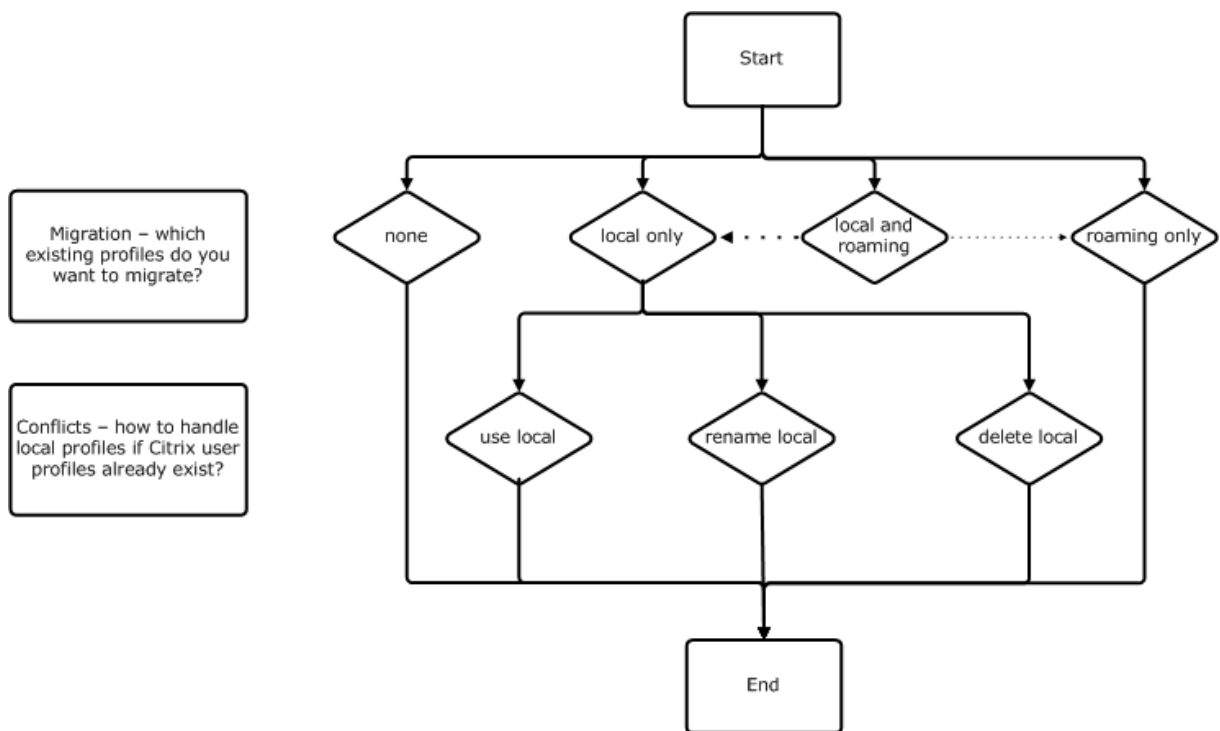 Start
Migration – which
existing profiles do you
want to migrate?
none
local only
local and
roaming
roaming only
Conflicts – how to handle
local profiles if Citrix user
profiles already exist?
use local
rename local
delete local
End